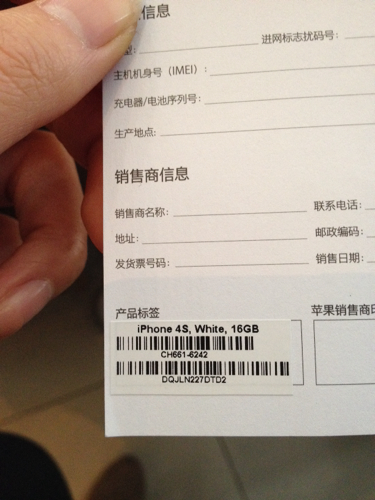 信息
型：
进网标志扰码号：
主机机身号（IMEI）：
充电器/电池序列号：
生产地点：
销售商信息
销售商名称：
联系电话：
地址：
邮政编码：
发货票号码：
销售日期：
产品标签
苹果销售商印
iPhone 4S, White, 16GB
CH661-6242
DQJLN227DTD2